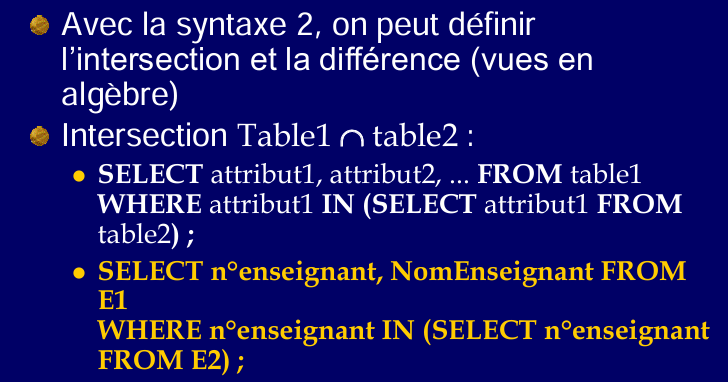 Avec la syntaxe 2, on peut définir
l'intersection et la différence (vues en
algèbre)
Intersection Table1 ∩ table2 :
SELECT attribut1, attribut2, ... FROM table1
WHERE attribut1 IN (SELECT attribut1 FROM
table2) ;
SELECT n°enseignant, NomEnseignant FROM
E1
WHERE n°enseignant IN (SELECT n°enseignant
FROM E2) ;